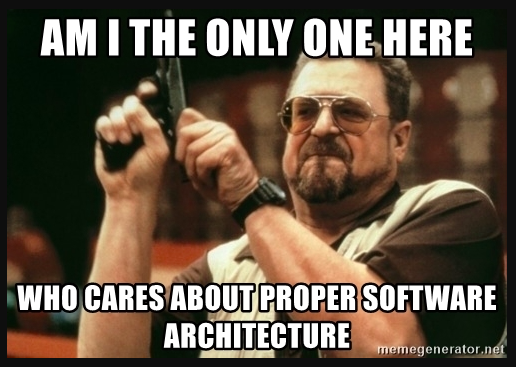 AM I THE ONLY ONE HERE
WHO CARES ABOUT PROPER SOFTWARE
ARCHITECTURE
memegenerator.net